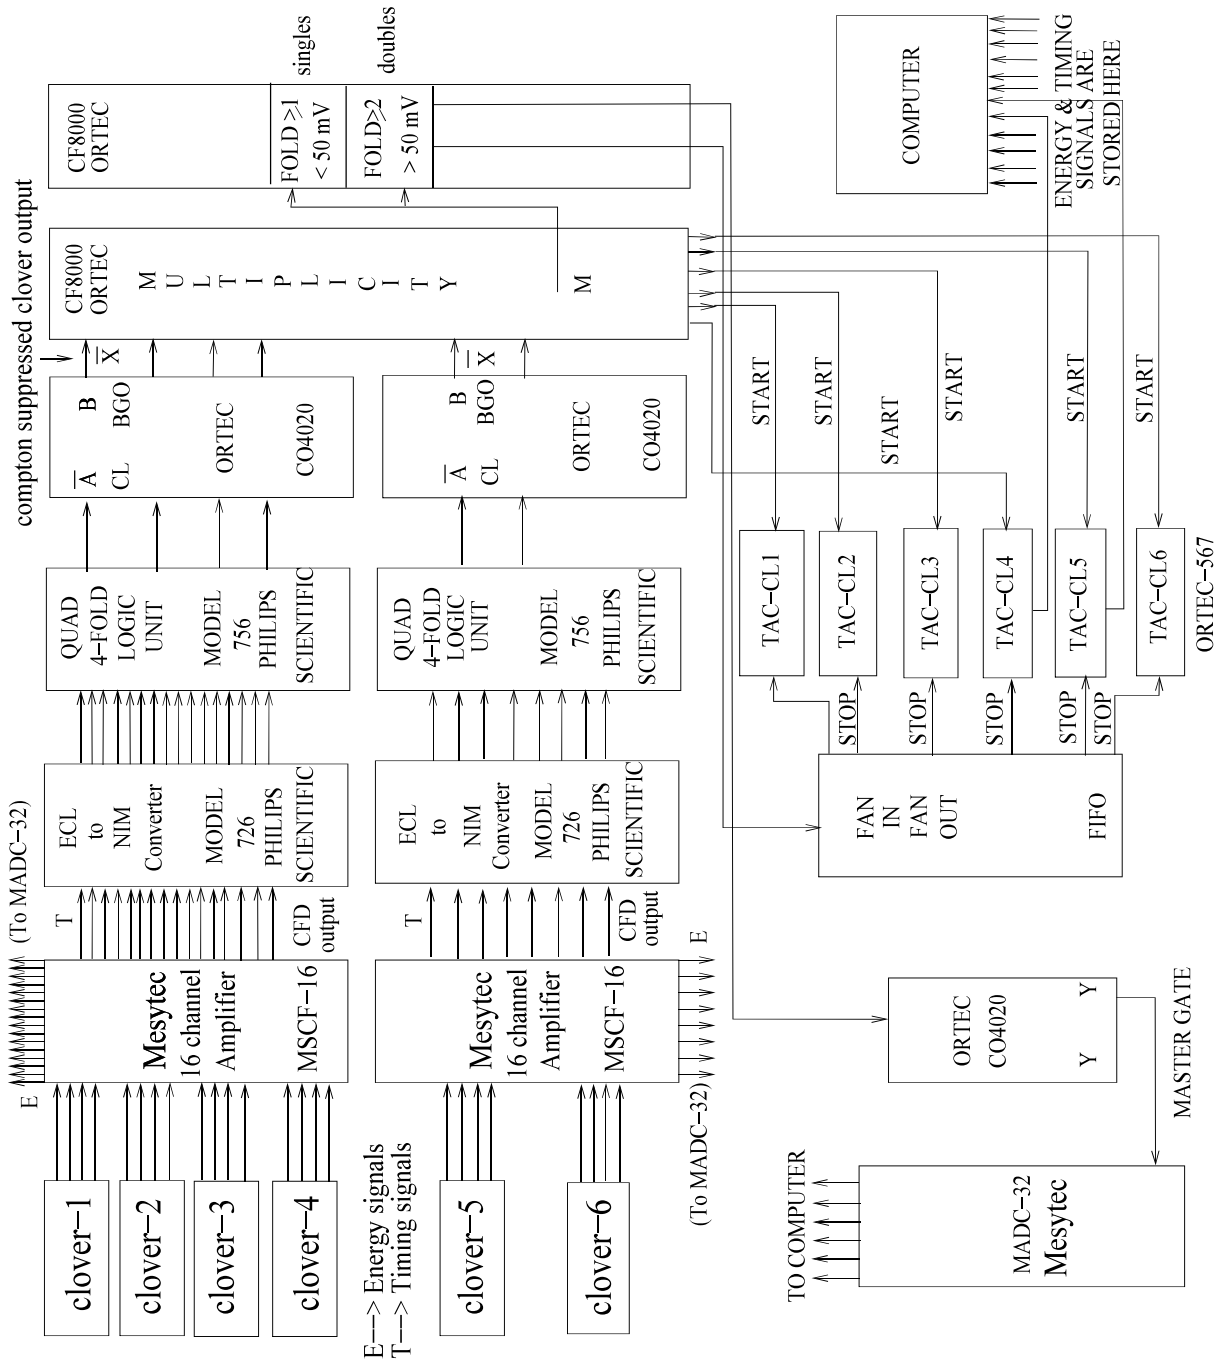 clover−1
clover−2
clover−3
clover−4
E−−−> Energy signals
T−−−> Timing signals
clover−5
clover−6
E
(To MADC−32)
Mesytec
16 channel
Amplifier
MSCF−16
Mesytec
16 channel
Amplifier
MSCF−16
E
(To MADC−32)
T
CFD
output
T
CFD
output
ECL
to
NIM
Converter
MODEL
726
PHILIPS
SCIENTIFIC
ECL
to
NIM
Converter
MODEL
726
PHILIPS
SCIENTIFIC
QUAD
4−FOLD
LOGIC
UNIT
MODEL
756
PHILIPS
SCIENTIFIC
QUAD
4−FOLD
LOGIC
UNIT
MODEL
756
PHILIPS
SCIENTIFIC
A̅ B
CL BGO
ORTEC
CO4020
A̅ B
CL BGO
ORTEC
CO4020
compton suppressed clover output
X̅
X̅
CF8000
ORTEC
MULTIPLICITY
M
CF8000
ORTEC
FOLD ⩾1
< 50 mV
FOLD⩾2
> 50 mV
singles
doubles
COMPUTER
ENERGY & TIMING
SIGNALS ARE
STORED HERE
START
START
START
START
START
START
TAC−CL1
TAC−CL2
TAC−CL3
TAC−CL4
TAC−CL5
TAC−CL6
ORTEC−567
STOP
STOP
STOP
STOP
STOP
FAN
IN
FAN
OUT
FIFO
ORTEC
CO4020
Y Y
MASTER GATE
MADC−32
Mesytec
TO COMPUTER